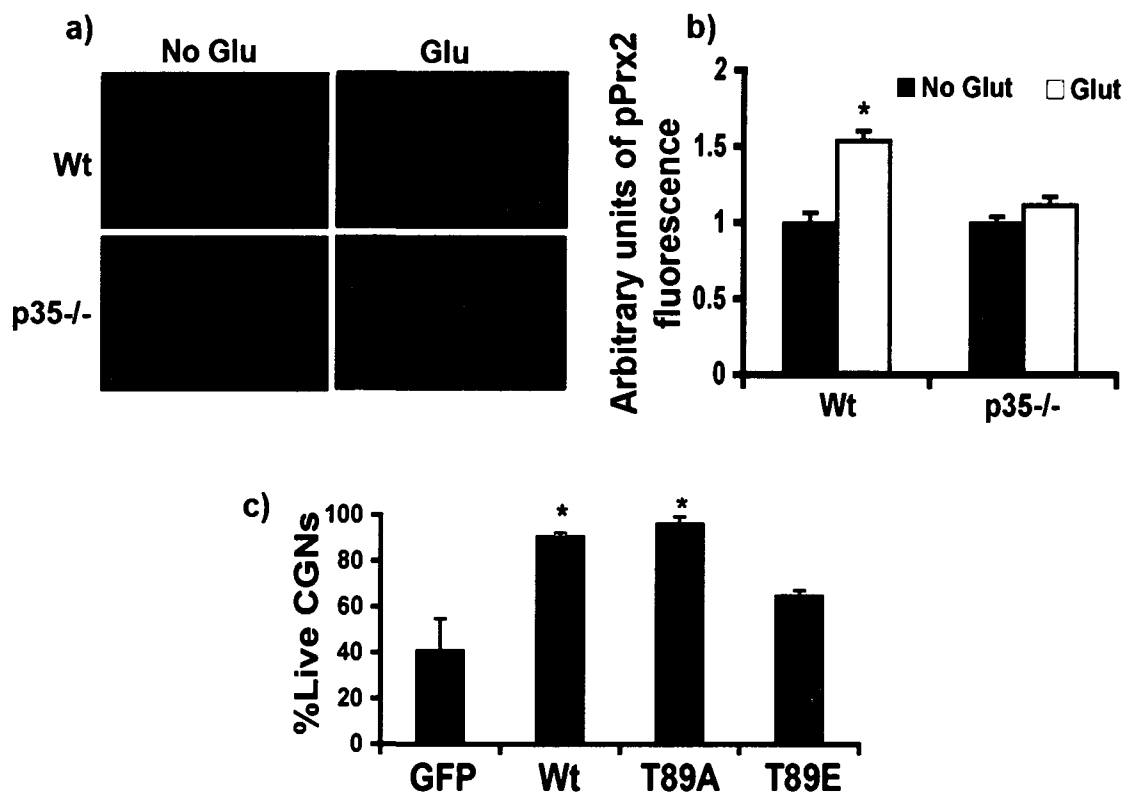 a)
No Glu
Glu
Wt
p35-/-
b)
Arbitrary units of pPrx2
fluorescence
2
1.5
1
0.5
0
No Glut
Glut
*
Wt
p35-/-
c)
%Live CGNs
100
80
60
40
20
0
*
*
GFP
Wt
T89A
T89E